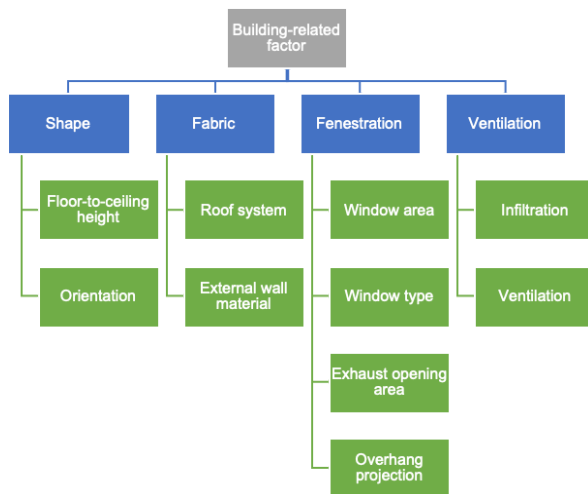 Building-related
factor
Shape
Fabric
Fenestration
Ventilation
Floor-to-ceiling
height
Roof system
Window area
Infiltration
Orientation
External wall
material
Window type
Ventilation
Exhaust opening
area
Overhang
projection